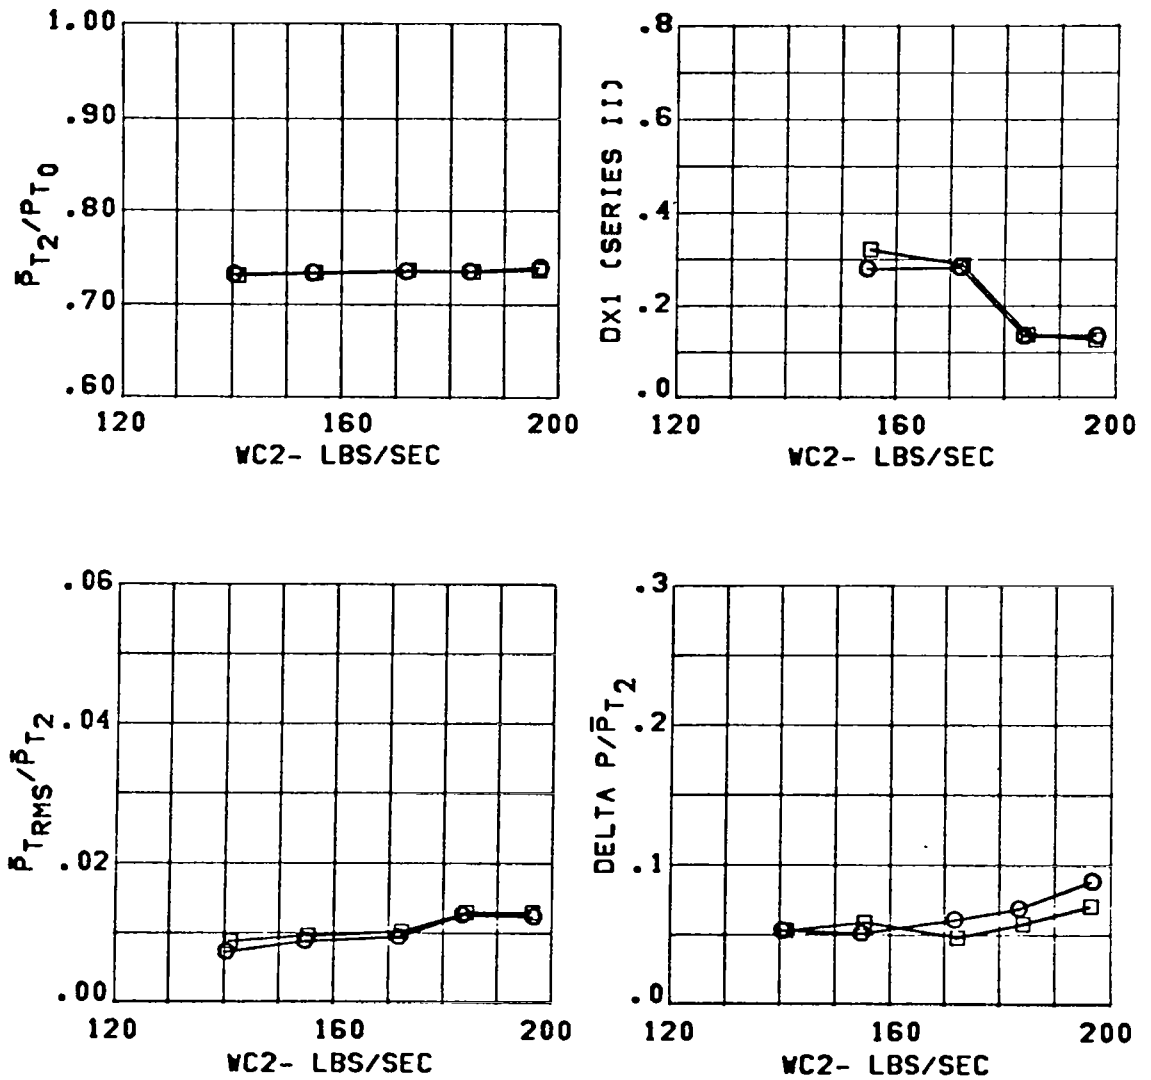 1.00
.90
.80
.70
.60
P̄T2/PT0
120 160 200
WC2- LBS/SEC
.8
.6
.4
.2
.0
DX1 (SERIES II)
120 160 200
WC2- LBS/SEC
.06
.04
.02
.00
P̄TRMS/P̄T2
120 160 200
WC2- LBS/SEC
.3
.2
.1
.0
DELTA P/P̄T2
120 160 200
WC2- LBS/SEC